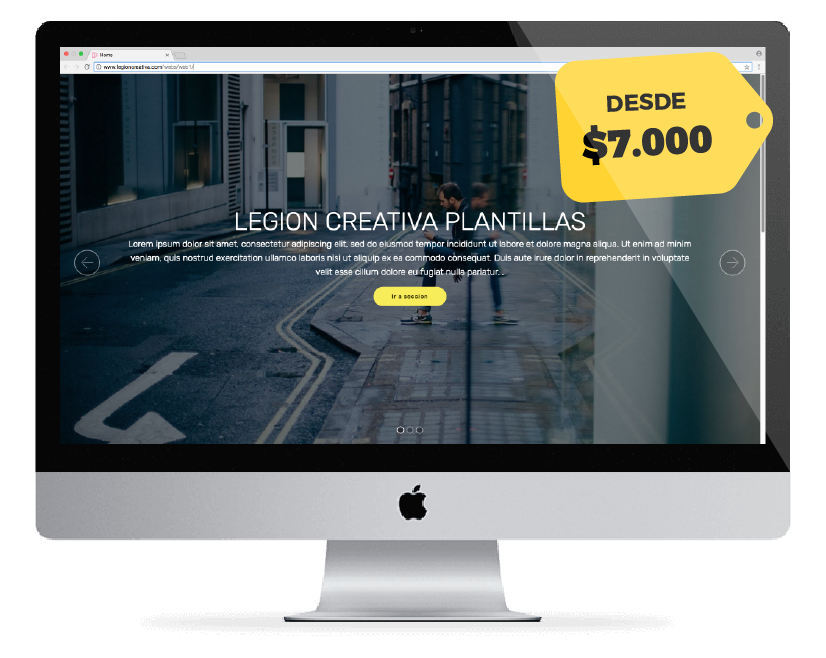 Home
www.legioncreativa.com/webs/web1/
DESDE
$7.000
LEGION CREATIVA PLANTILLAS
Lorem ipsum dolor sit amet, consectetur adipiscing elit, sed do eiusmod tempor incididunt ut labore et dolore magna aliqua. Ut enim ad minim
veniam, quis nostrud exercitation ullamco laboris nisi ut aliquip ex ea commodo consequat. Duis aute irure dolor in reprehenderit in voluptate
velit esse cillum dolore eu fugiat nulla pariatur...
Ir a seccion